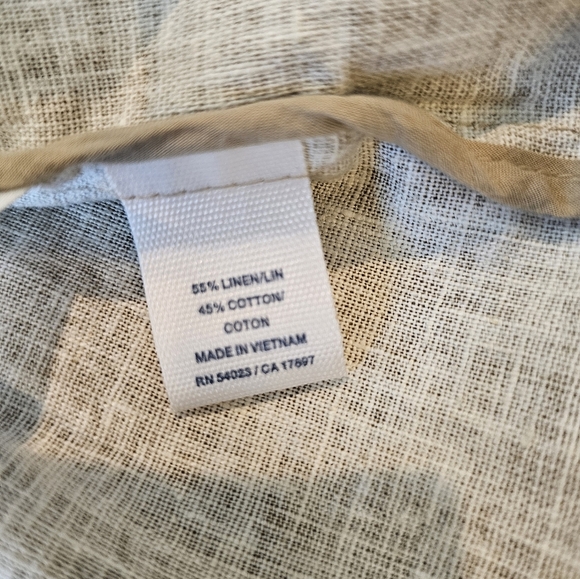 55% LINEN/LIN
45% COTTON/
COTON
MADE IN VIETNAM
RN 54023 / CA 17897